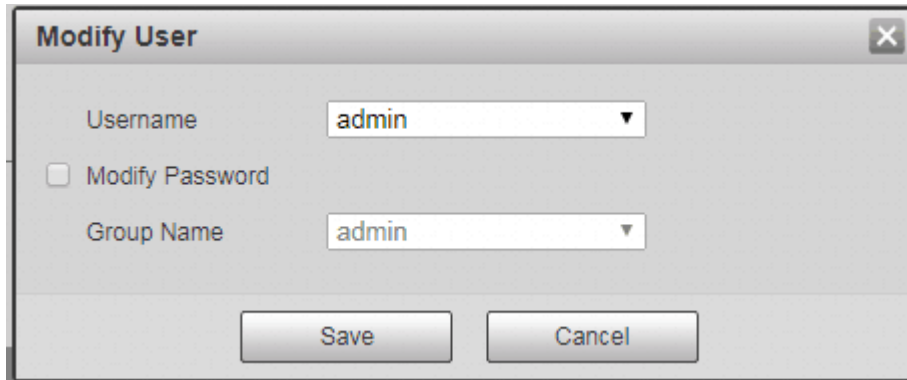 Modify User
Username admin
Modify Password
Group Name admin
Save Cancel